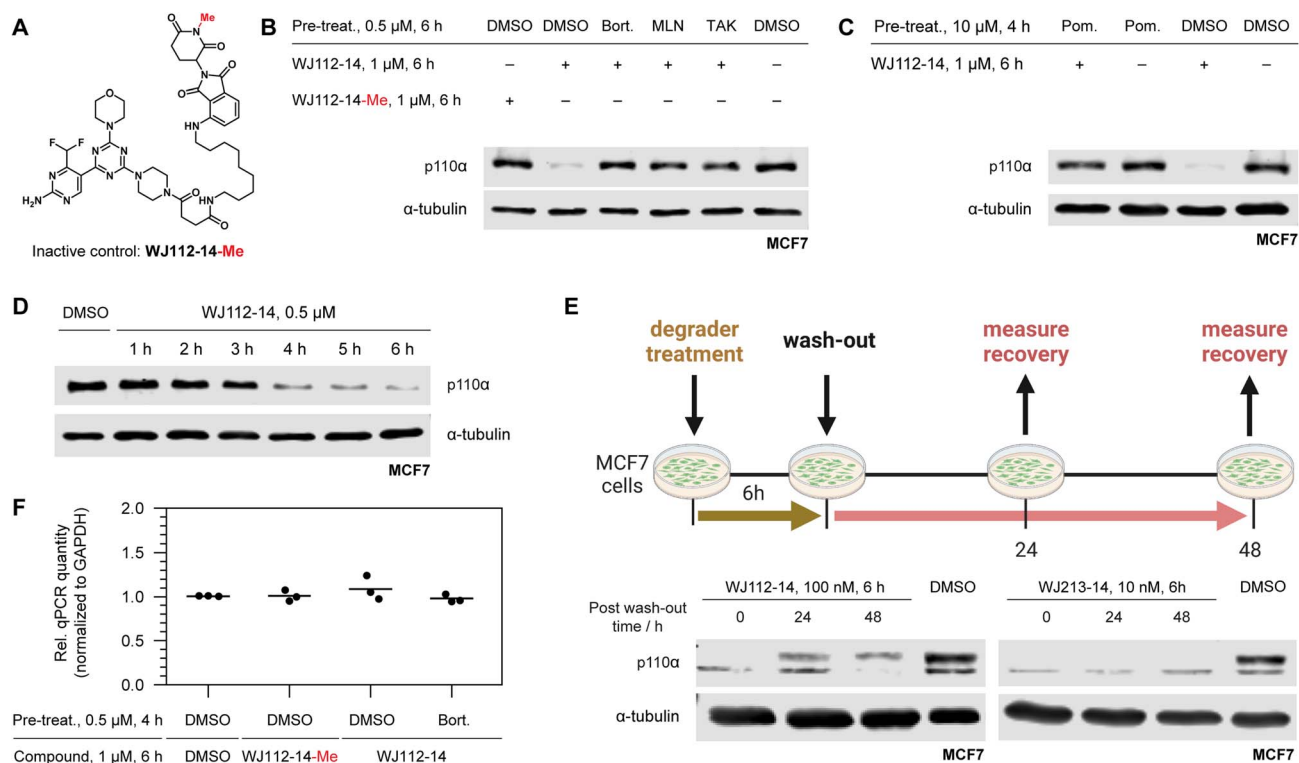 A
Me
O
N
O
N
O
O
HN
O
N
F
F
N
N
N
N
N
N
H₂N
N
O
HN
O
Inactive control: WJ112-14-Me
B
Pre-treat., 0.5 µM, 6 h DMSO DMSO Bort. MLN TAK DMSO
WJ112-14, 1 µM, 6 h – + + + + –
WJ112-14-Me, 1 µM, 6 h + – – – – –
p110α
α-tubulin
MCF7
C
Pre-treat., 10 µM, 4 h Pom. Pom. DMSO DMSO
WJ112-14, 1 µM, 6 h + – + –
p110α
α-tubulin
MCF7
D
DMSO WJ112-14, 0.5 µM
1 h 2 h 3 h 4 h 5 h 6 h
p110α
α-tubulin
MCF7
E
degrader treatment
wash-out
measure recovery
measure recovery
MCF7 cells
6h
24
48
WJ112-14, 100 nM, 6 h DMSO WJ213-14, 10 nM, 6h DMSO
Post wash-out time / h 0 24 48 0 24 48
p110α
α-tubulin
MCF7 MCF7
F
Rel. qPCR quantity (normalized to GAPDH)
2.0
1.5
1.0
0.5
0.0
Pre-treat., 0.5 µM, 4 h DMSO DMSO DMSO Bort.
Compound, 1 µM, 6 h DMSO WJ112-14-Me WJ112-14